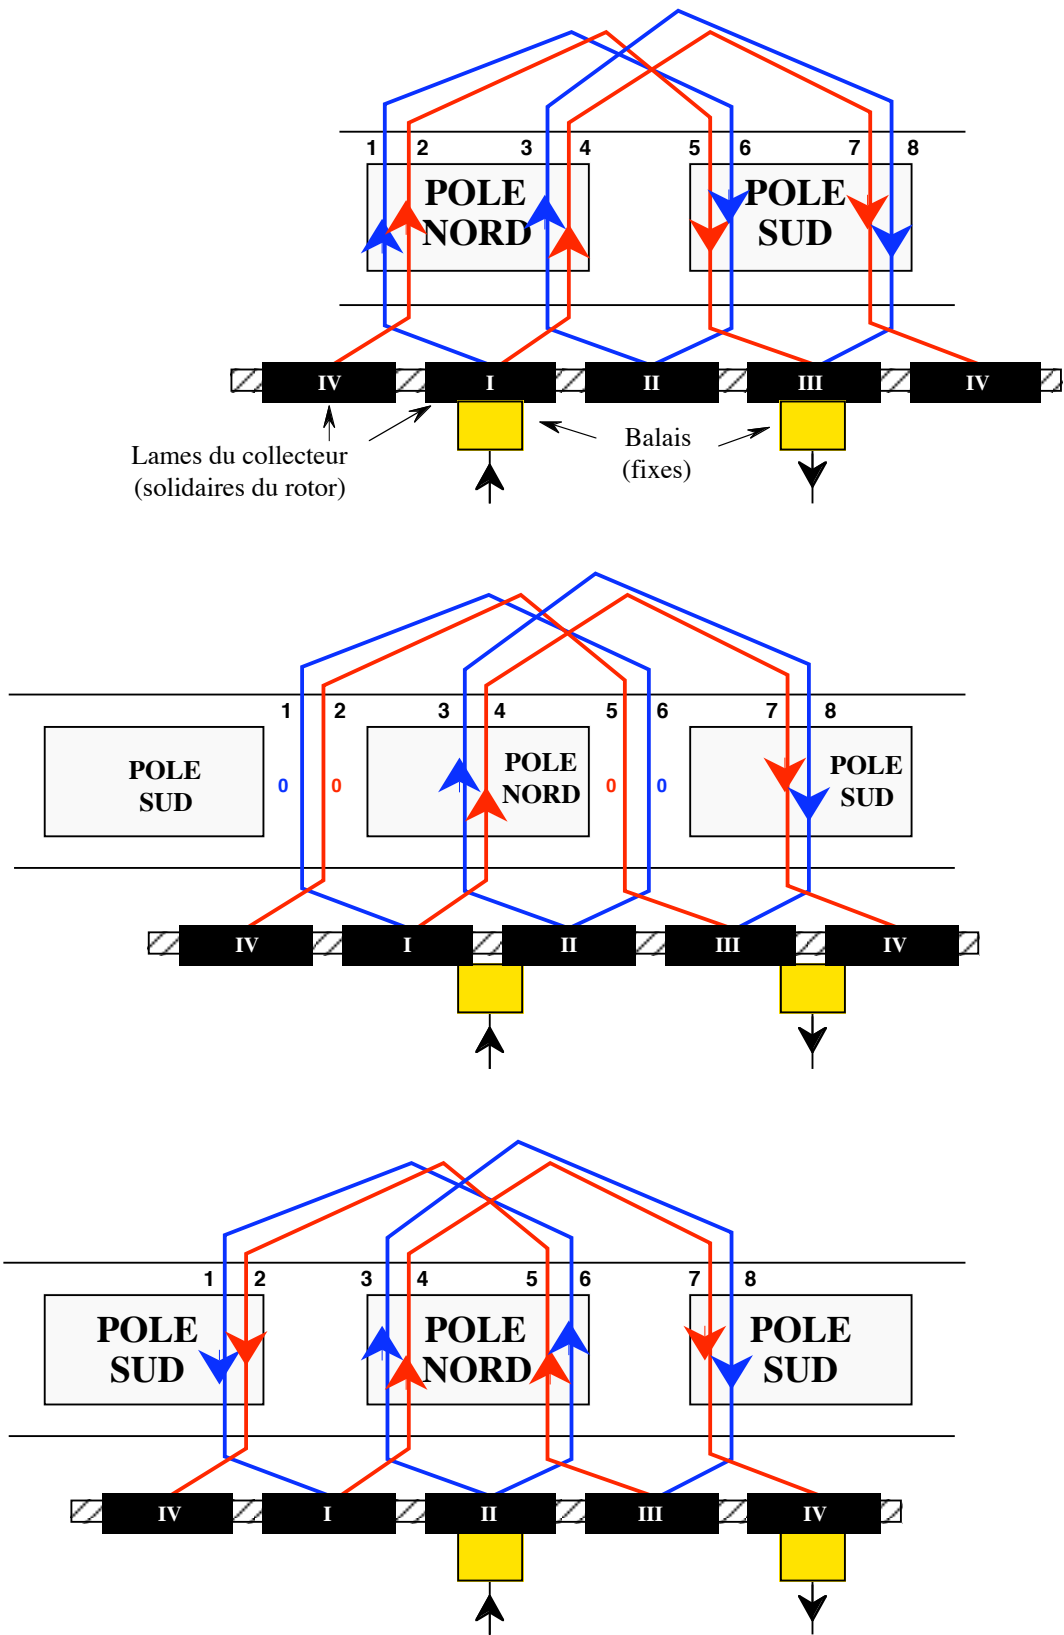 1 2 3 4 5 6 7 8
POLE POLE
NORD SUD
IV I II III IV
Lames du collecteur
(solidaires du rotor)
Balais
(fixes)
1 2 3 4 5 6 7 8
POLE
SUD
POLE
NORD
POLE
SUD
0 0 0 0
IV I II III IV
1 2 3 4 5 6 7 8
POLE POLE POLE
SUD NORD SUD
IV I II III IV